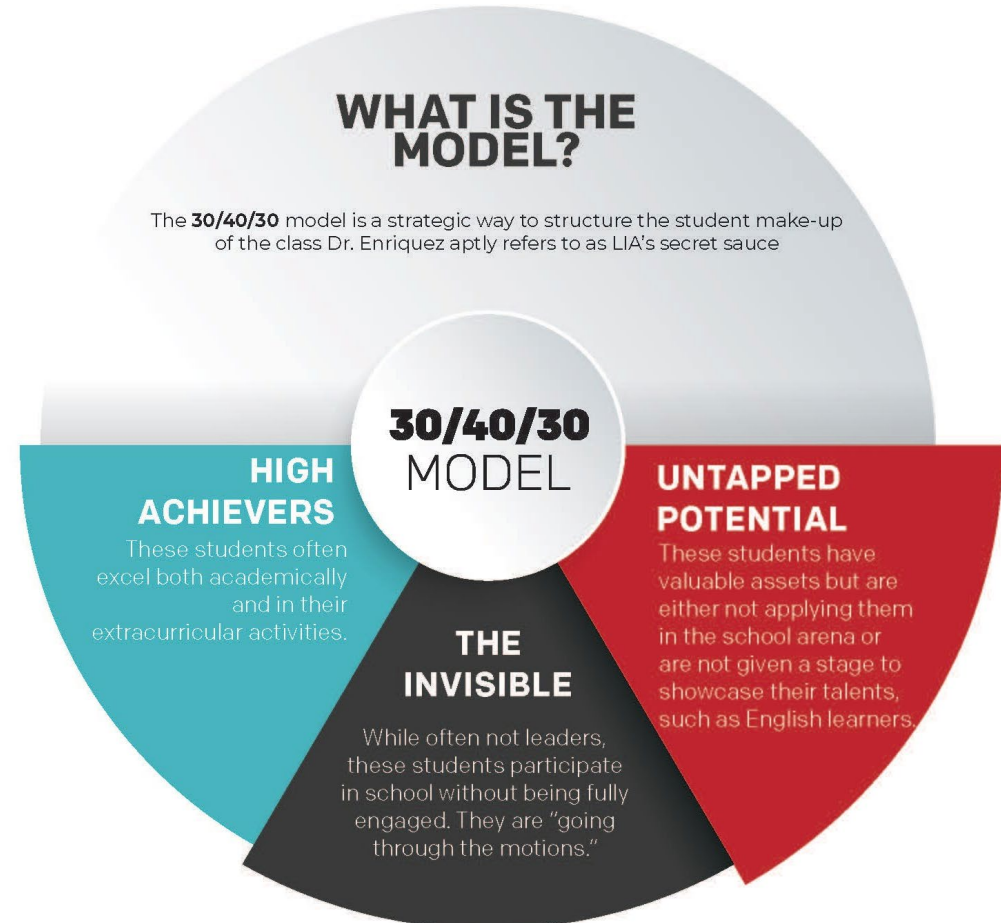 WHAT IS THE
MODEL?
The 30/40/30 model is a strategic way to structure the student make-up
of the class Dr. Enriquez aptly refers to as LIA’s secret sauce
30/40/30
MODEL
HIGH
ACHIEVERS
These students often
excel both academically
and in their
extracurricular activities.
THE
INVISIBLE
While often not leaders,
these students participate
in school without being fully
engaged. They are “going
through the motions.”
UNTAPPED
POTENTIAL
These students have
valuable assets but are
either not applying them
in the school arena or
are not given a stage to
showcase their talents,
such as English learners.